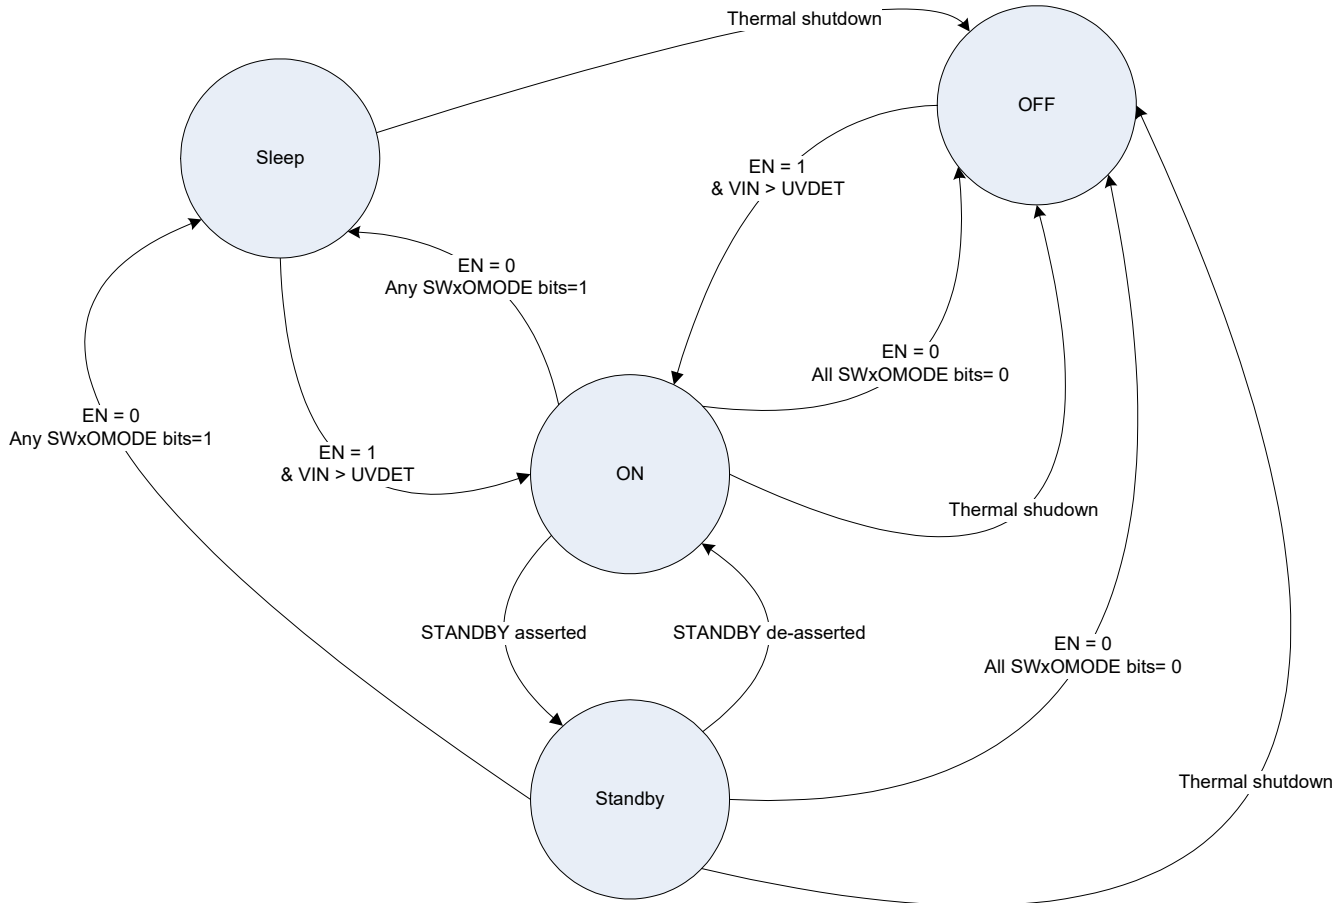 Thermal shutdown
OFF
Sleep
EN = 1
& VIN > UVDET
EN = 0
Any SWxOMODE bits=1
EN = 0
All SWxOMODE bits= 0
EN = 0
Any SWxOMODE bits=1
EN = 1
& VIN > UVDET
ON
Thermal shudown
STANDBY asserted
STANDBY de-asserted
EN = 0
All SWxOMODE bits= 0
Thermal shutdown
Standby